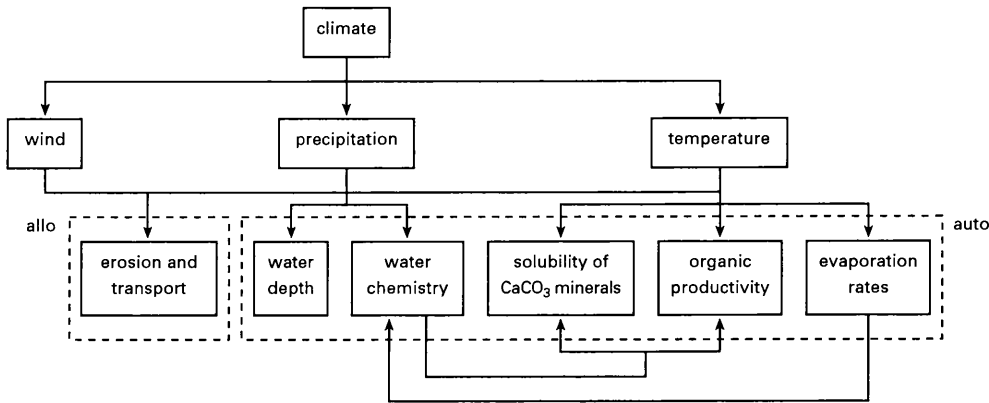 climate
wind
precipitation
temperature
allo
auto
erosion and
transport
water
depth
water
chemistry
solubility of
CaCO₃ minerals
organic
productivity
evaporation
rates